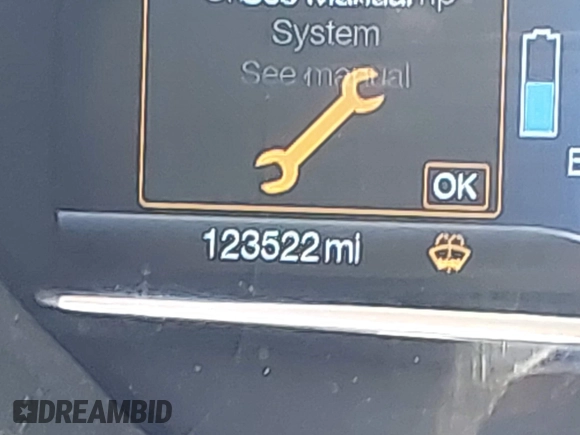 System
See manual
OK
123522mi
DREAMBID